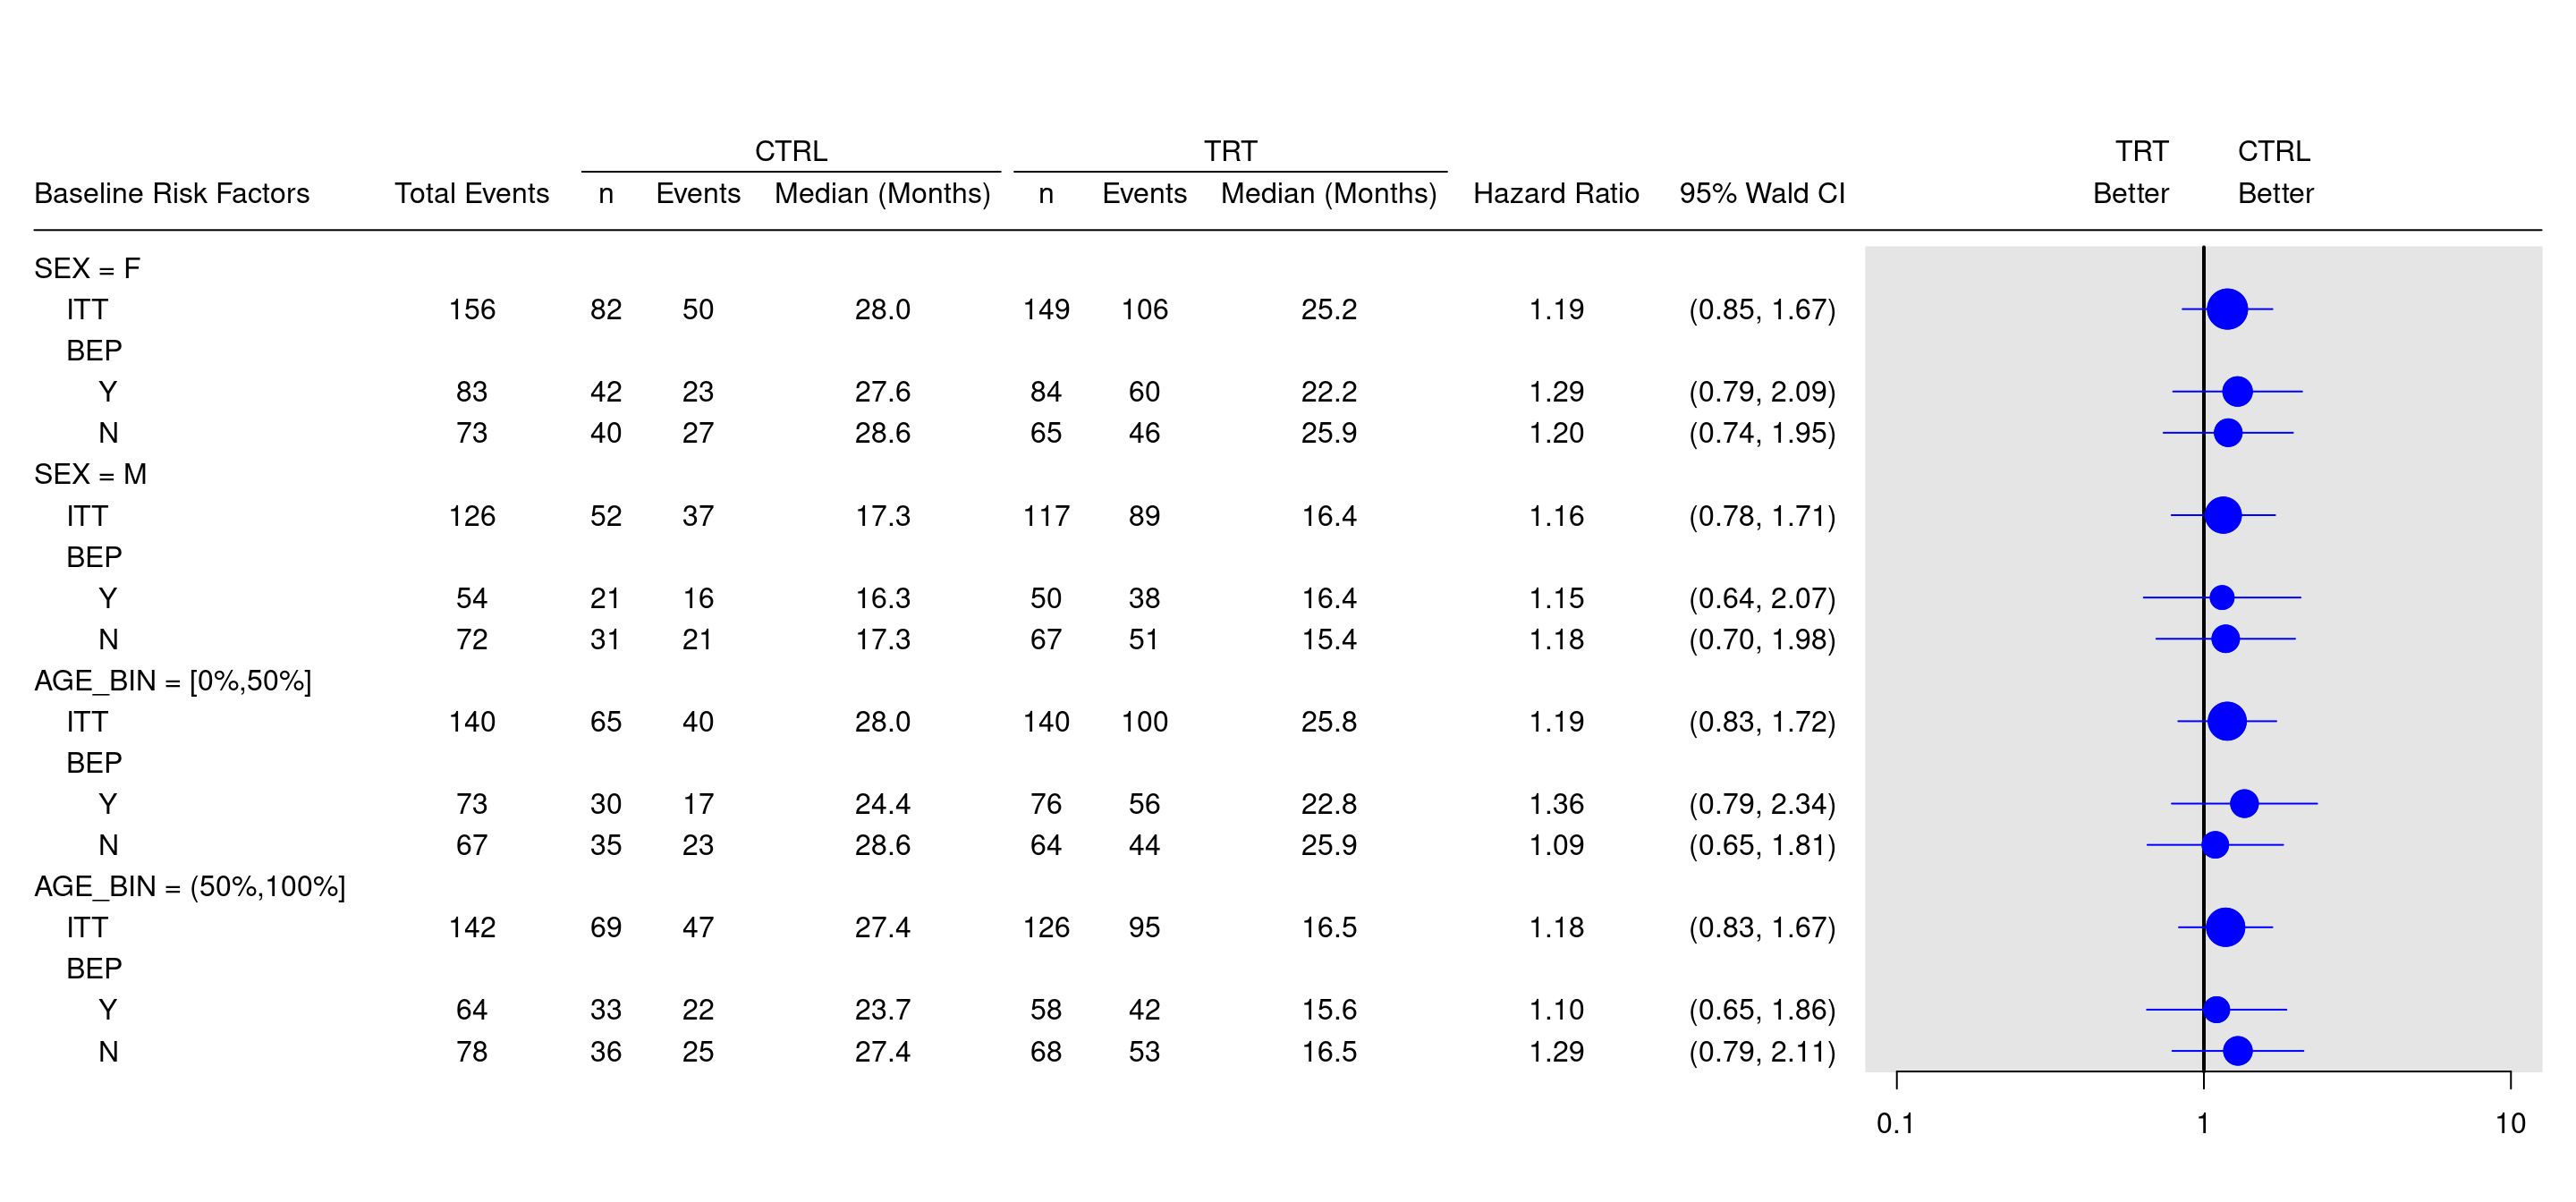 CTRL TRT TRT CTRL
Baseline Risk Factors Total Events n Events Median (Months) n Events Median (Months) Hazard Ratio 95% Wald CI Better Better
SEX = F
ITT 156 82 50 28.0 149 106 25.2 1.19 (0.85, 1.67)
BEP
Y 83 42 23 27.6 84 60 22.2 1.29 (0.79, 2.09)
N 73 40 27 28.6 65 46 25.9 1.20 (0.74, 1.95)
SEX = M
ITT 126 52 37 17.3 117 89 16.4 1.16 (0.78, 1.71)
BEP
Y 54 21 16 16.3 50 38 16.4 1.15 (0.64, 2.07)
N 72 31 21 17.3 67 51 15.4 1.18 (0.70, 1.98)
AGE_BIN = [0%,50%]
ITT 140 65 40 28.0 140 100 25.8 1.19 (0.83, 1.72)
BEP
Y 73 30 17 24.4 76 56 22.8 1.36 (0.79, 2.34)
N 67 35 23 28.6 64 44 25.9 1.09 (0.65, 1.81)
AGE_BIN = (50%,100%]
ITT 142 69 47 27.4 126 95 16.5 1.18 (0.83, 1.67)
BEP
Y 64 33 22 23.7 58 42 15.6 1.10 (0.65, 1.86)
N 78 36 25 27.4 68 53 16.5 1.29 (0.79, 2.11)
0.1 1 10